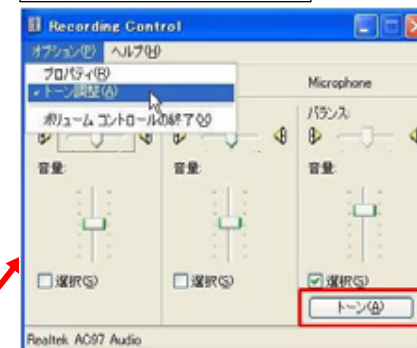 Recording Control
オプション(P) ヘルプ(H)
プロパティ(R)
トーン調整(A)
ボリューム コントロールの終了(X)
Microphone
バランス:
音量: 音量: 音量:
選択(S) 選択(S) 選択(S)
トーン(A)
Realtek AC97 Audio